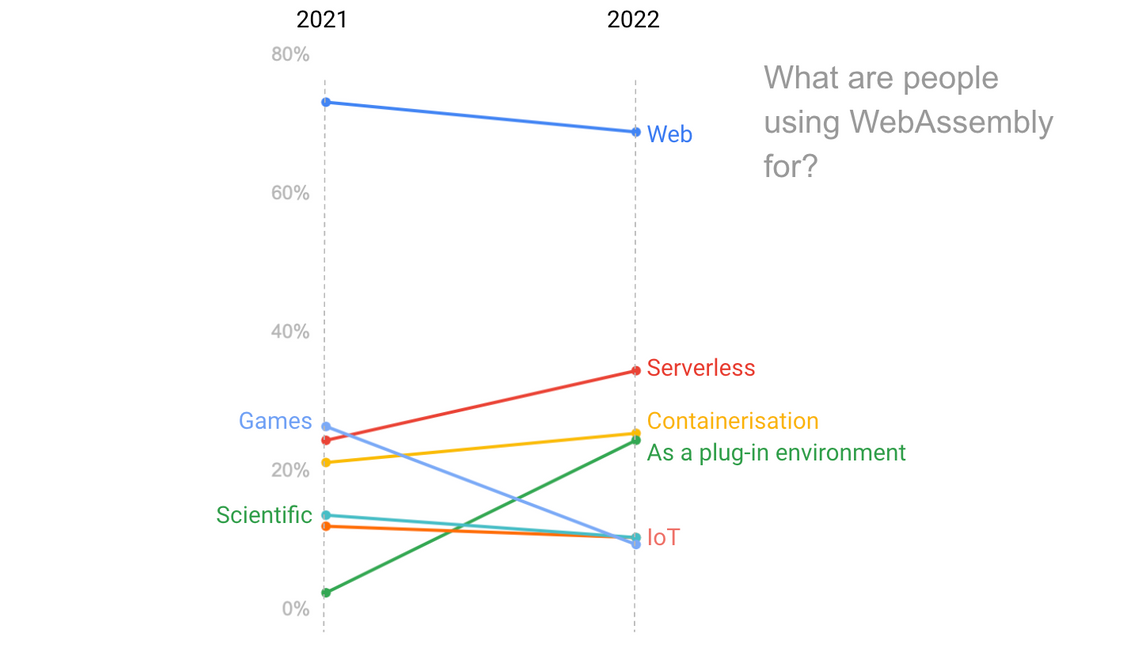 2021
2022
80%
What are people
using WebAssembly
for?
Web
60%
40%
Serverless
Games
Containerisation
As a plug-in environment
20%
Scientific
IoT
0%